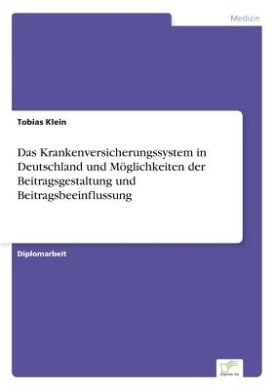 Medizin
Tobias Klein
Das Krankenversicherungssystem in
Deutschland und Möglichkeiten der
Beitragsgestaltung und
Beitragsbeeinflussung
Diplomarbeit